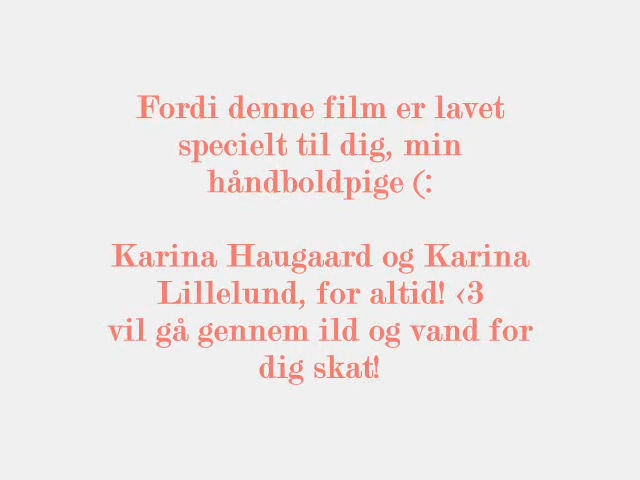 Fordi denne film er lavet
specielt til dig, min
håndboldpige (:
Karina Haugaard og Karina
Lillelund, for altid! <3
vil gå gennem ild og vand for
dig skat!